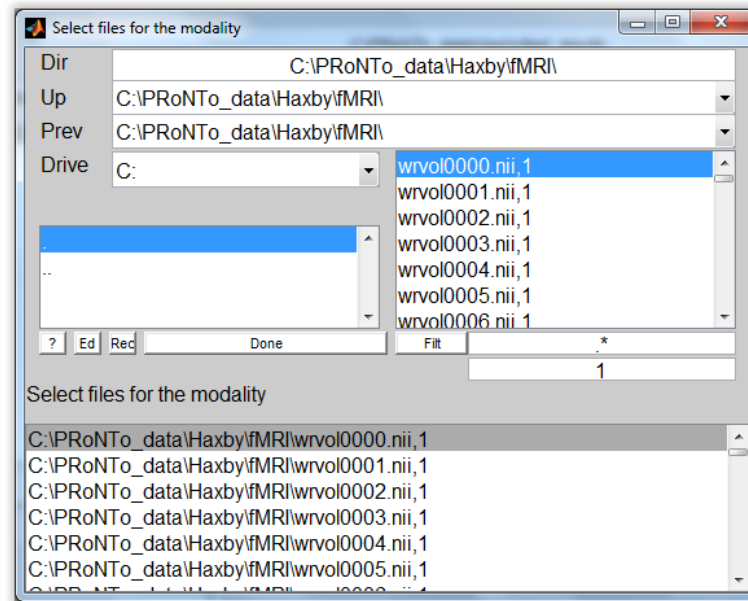 Select files for the modality
Dir C:\PRoNTo_data\Haxby\fMRI\
Up C:\PRoNTo_data\Haxby\fMRI\
Prev C:\PRoNTo_data\Haxby\fMRI\
Drive C:
wrvol0000.nii,1
wrvol0001.nii,1
wrvol0002.nii,1
wrvol0003.nii,1
wrvol0004.nii,1
wrvol0005.nii,1
wrvol0006.nii,1
.
..
? Ed Rec Done Filt .*
1
Select files for the modality
C:\PRoNTo_data\Haxby\fMRI\wrvol0000.nii,1
C:\PRoNTo_data\Haxby\fMRI\wrvol0001.nii,1
C:\PRoNTo_data\Haxby\fMRI\wrvol0002.nii,1
C:\PRoNTo_data\Haxby\fMRI\wrvol0003.nii,1
C:\PRoNTo_data\Haxby\fMRI\wrvol0004.nii,1
C:\PRoNTo_data\Haxby\fMRI\wrvol0005.nii,1